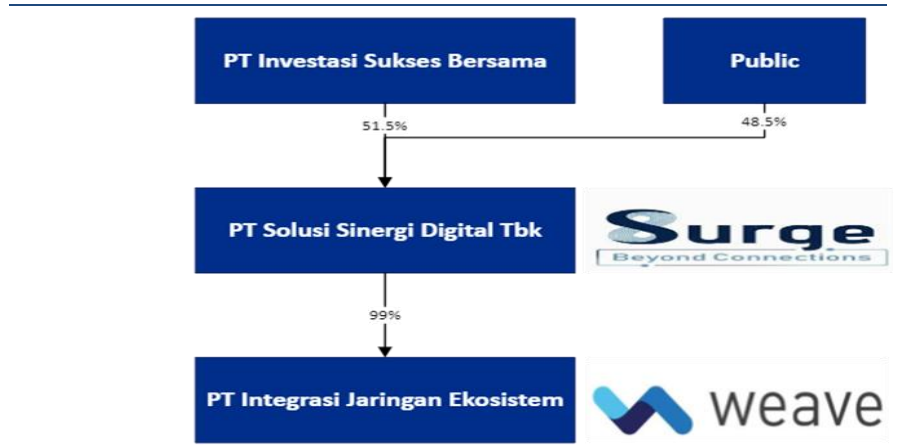 PT Investasi Sukses Bersama
Public
51.5%
48.5%
PT Solusi Sinergi Digital Tbk
Surge
Beyond Connections
99%
PT Integrasi Jaringan Ekosistem
weave